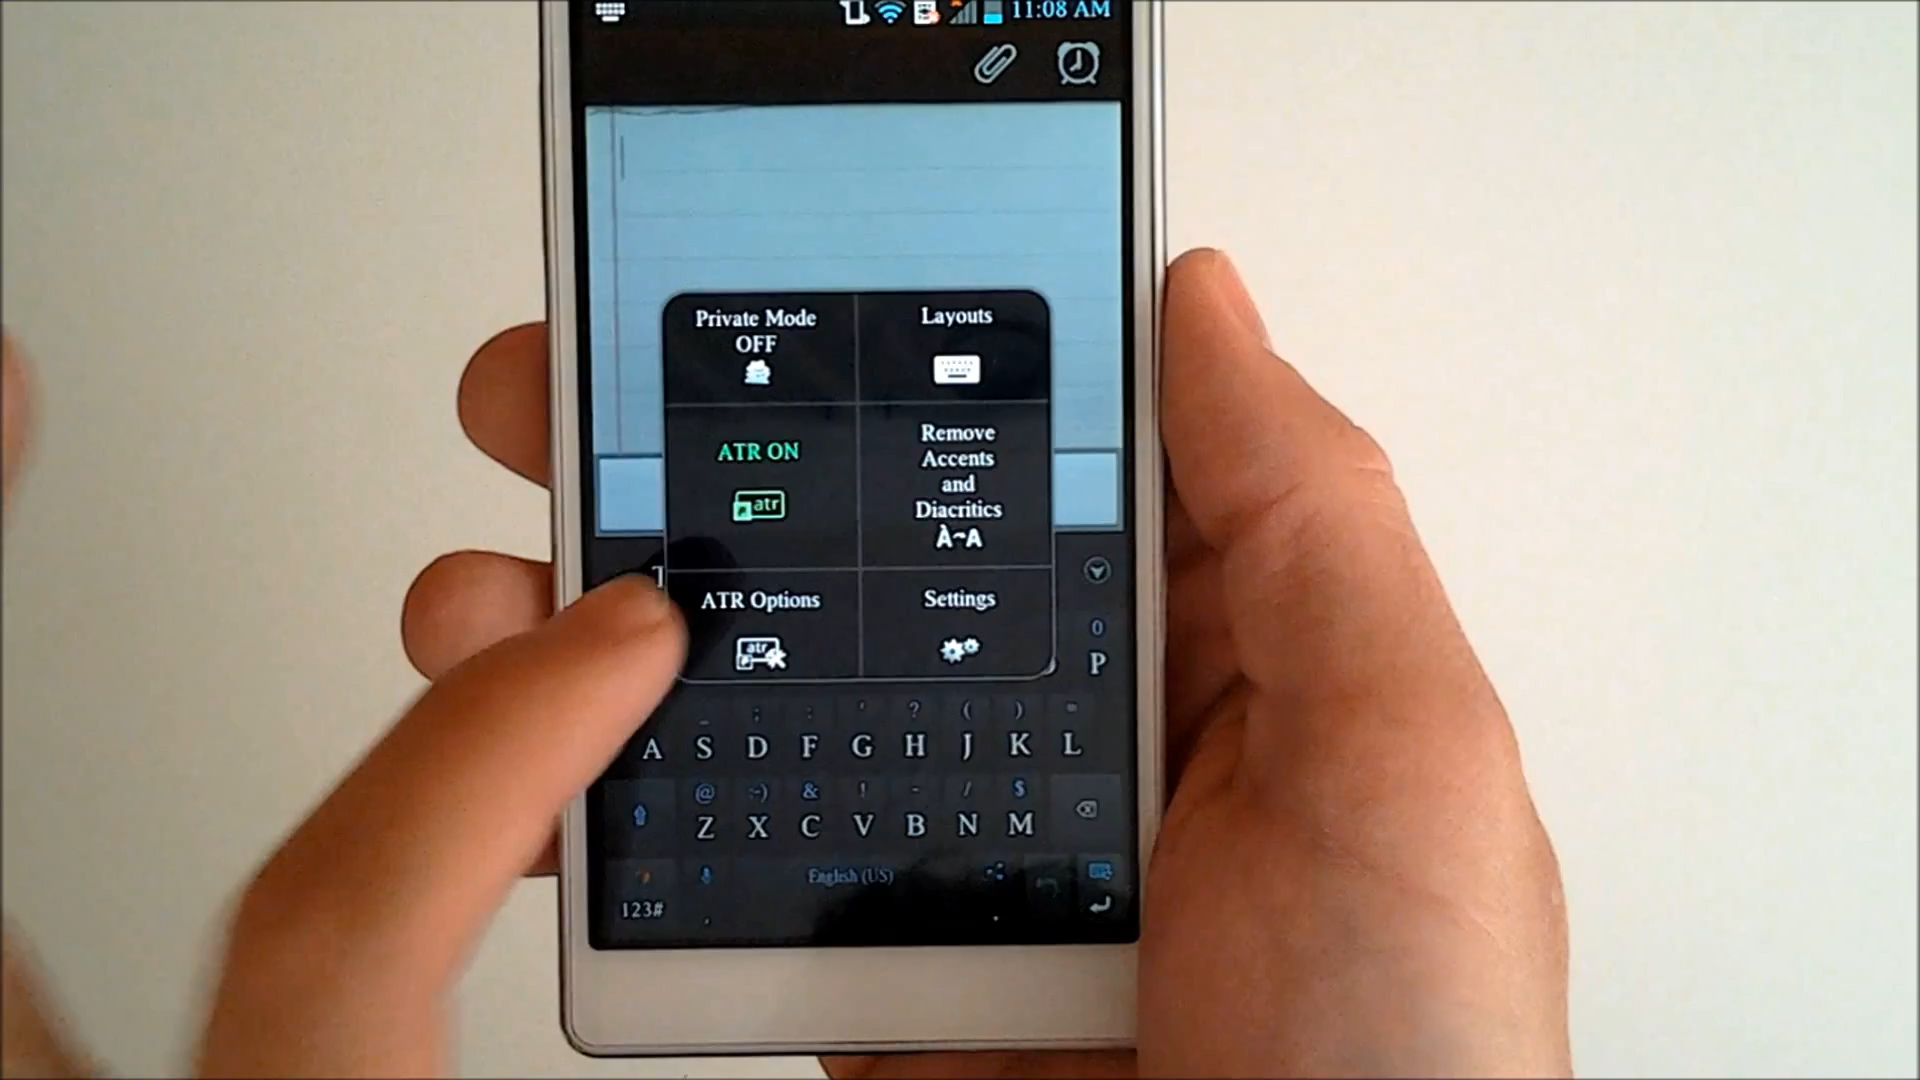 11:08 AM
Private Mode
OFF
Layouts
ATR ON
atr
Remove
Accents
and
Diacritics
À~A
ATR Options
atr
Settings
T
0
P
_ ; : ' ? ( ) "
A S D F G H J K L
@ :-) & ! - / $
Z X C V B N M
English (US)
123# , .